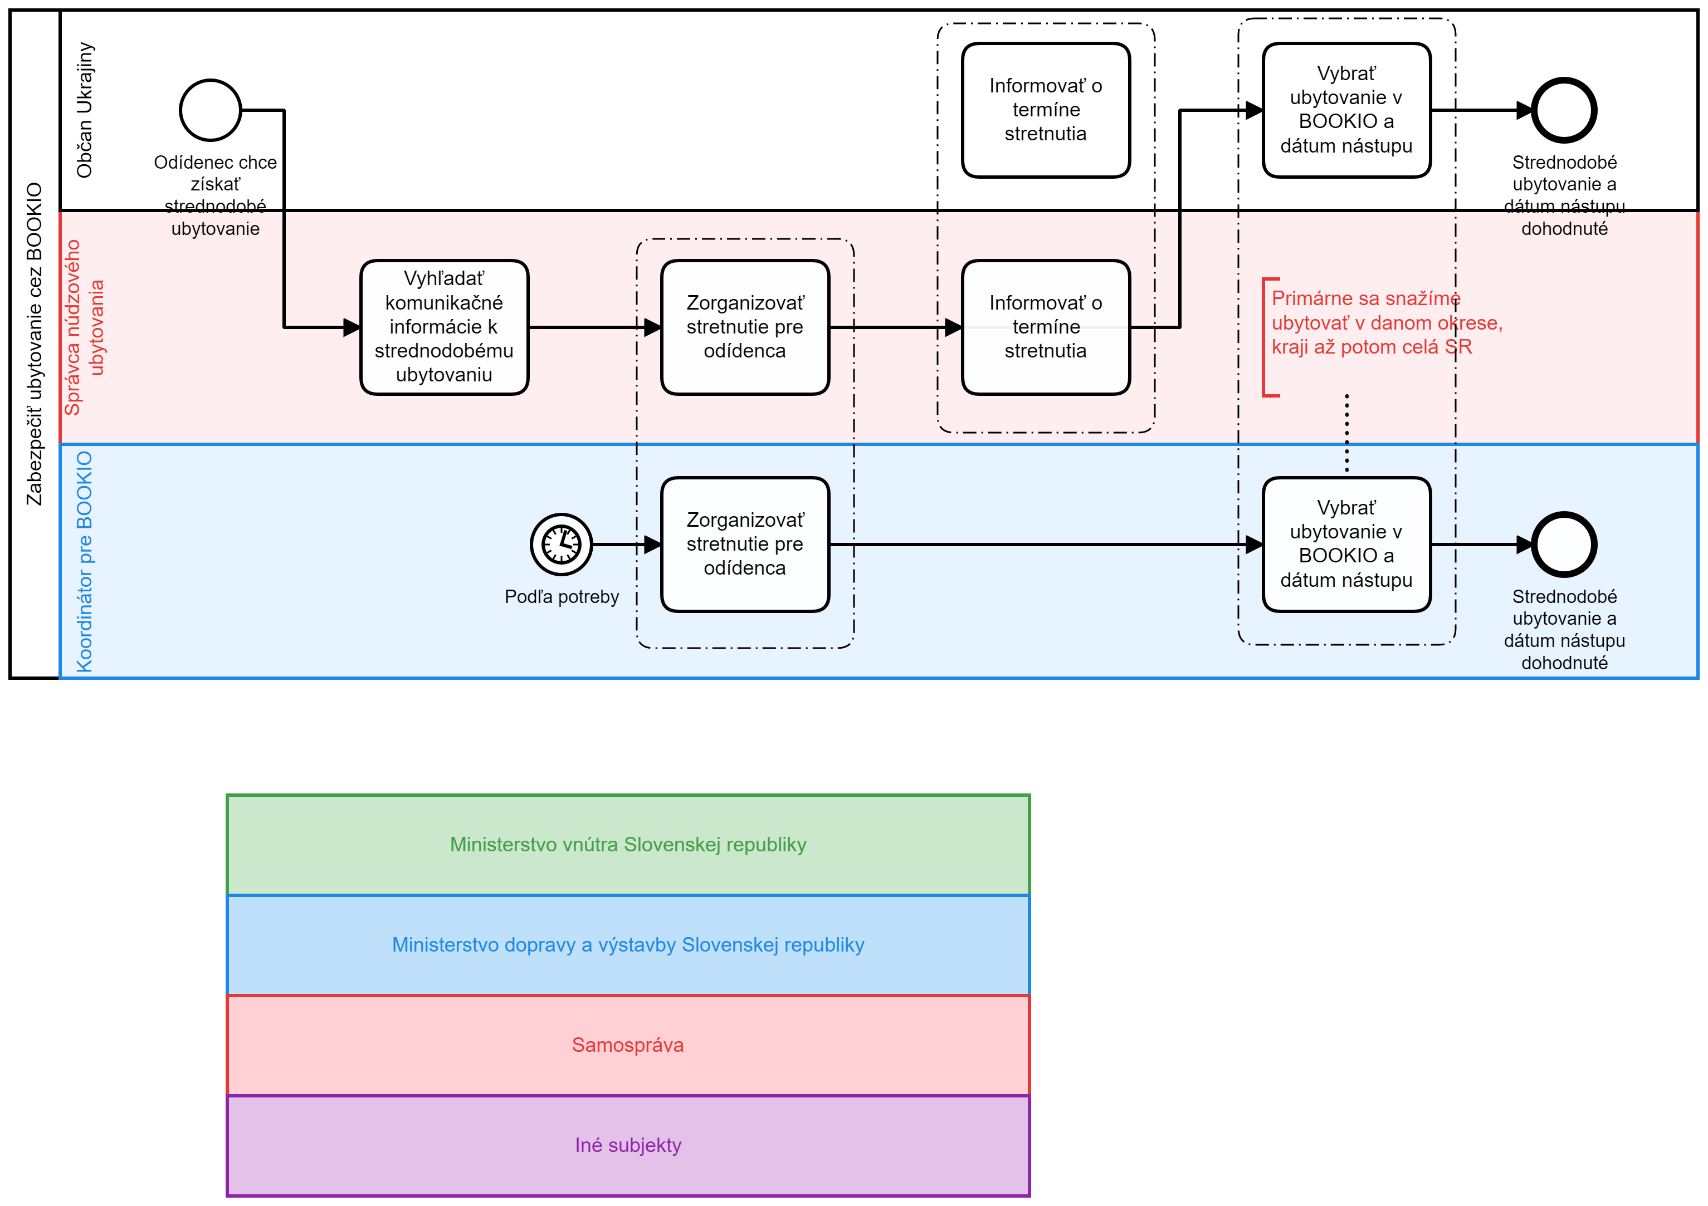 Zabezpečiť ubytovanie cez BOOKIO
Občan Ukrajiny
Odídenec chce
získať
strednodobé
ubytovanie
Informovať o
termíne
stretnutia
Vybrať
ubytovanie v
BOOKIO a
dátum nástupu
Strednodobé
ubytovanie a
dátum nástupu
dohodnuté
Správca núdzového
ubytovania
Vyhľadať
komunikačné
informácie k
strednodobému
ubytovaniu
Zorganizovať
stretnutie pre
odídenca
Informovať o
termíne
stretnutia
Primárne sa snažíme
ubytovať v danom okrese,
kraji až potom celá SR
Koordinátor pre BOOKIO
Podľa potreby
Zorganizovať
stretnutie pre
odídenca
Vybrať
ubytovanie v
BOOKIO a
dátum nástupu
Strednodobé
ubytovanie a
dátum nástupu
dohodnuté
Ministerstvo vnútra Slovenskej republiky
Ministerstvo dopravy a výstavby Slovenskej republiky
Samospráva
Iné subjekty